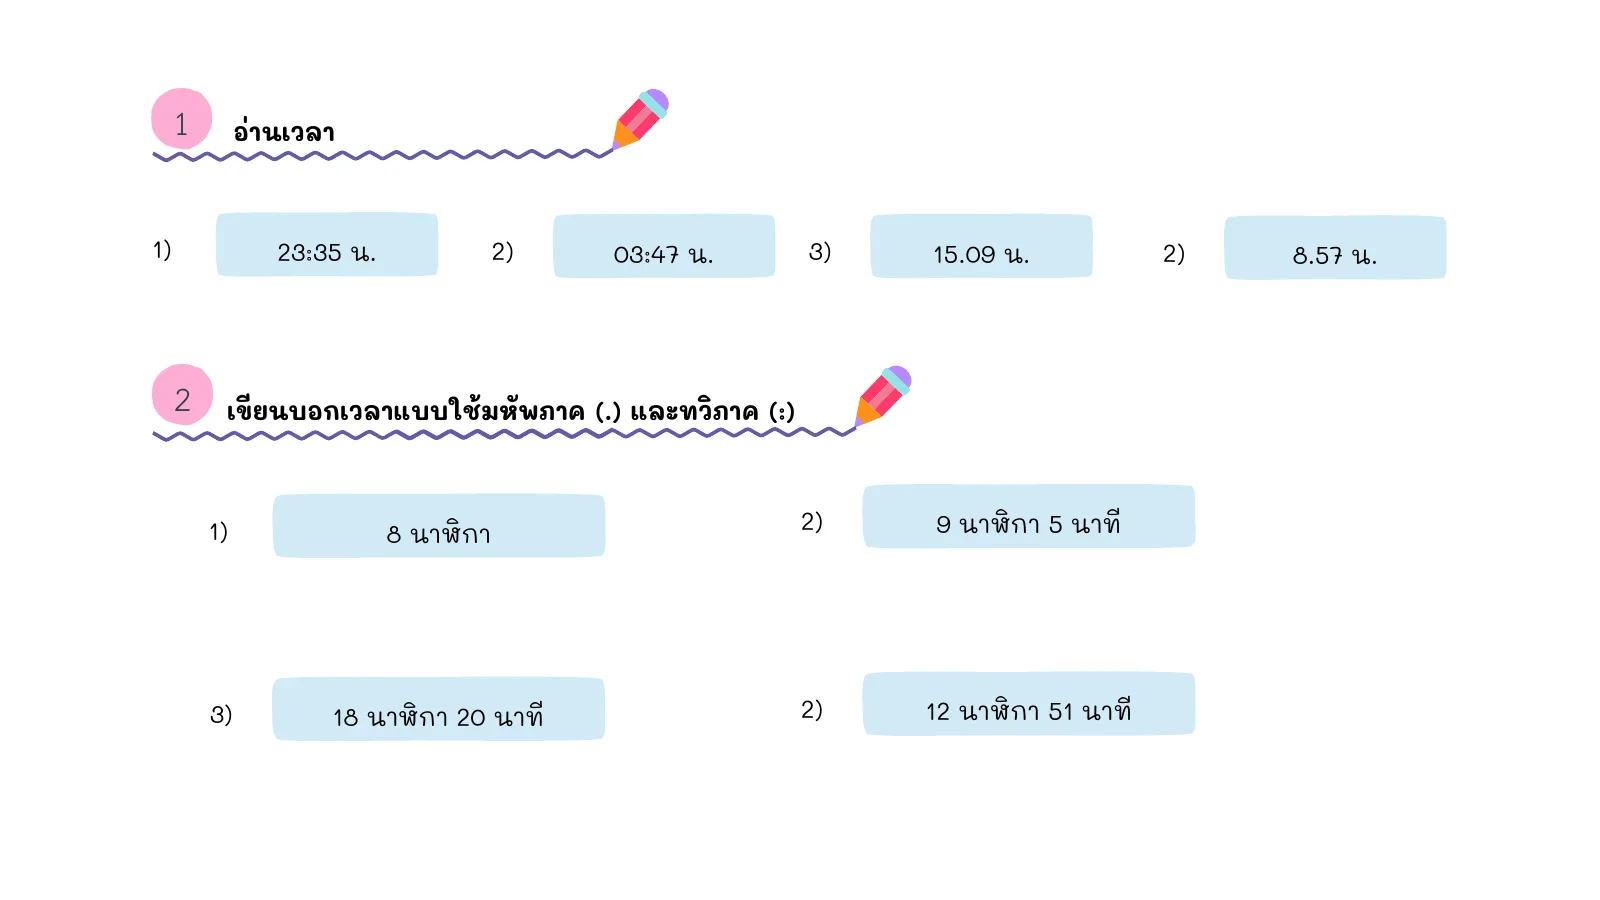 1 อ่านเวลา
1) 23:35 น. 2) 03:47 น. 3) 15.09 น. 2) 8.57 น.
2 เขียนบอกเวลาแบบใช้มหัพภาค (.) และทวิภาค (:)
1) 8 นาฬิกา 2) 9 นาฬิกา 5 นาที
3) 18 นาฬิกา 20 นาที 2) 12 นาฬิกา 51 นาที